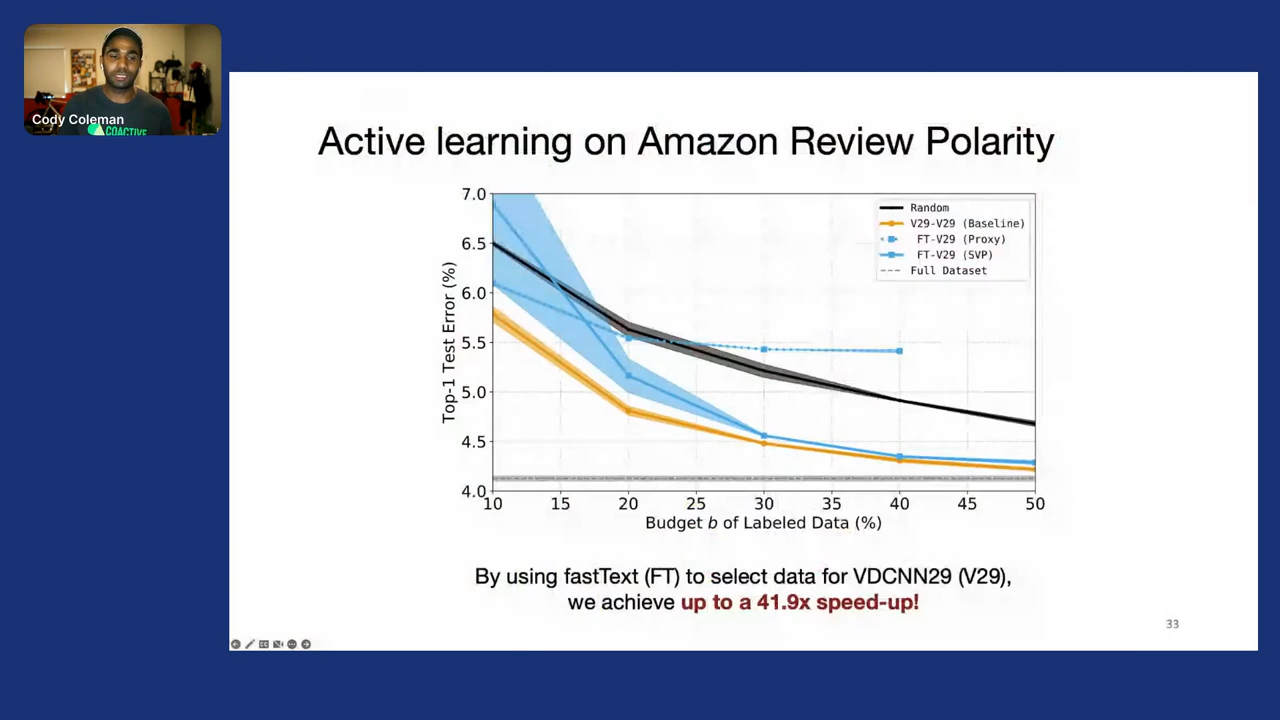 Cody Coleman
COACTIVE
Active learning on Amazon Review Polarity
7.0
6.5
6.0
5.5
5.0
4.5
4.0
Top-1 Test Error (%)
Random
V29-V29 (Baseline)
FT-V29 (Proxy)
FT-V29 (SVP)
Full Dataset
10 15 20 25 30 35 40 45 50
Budget b of Labeled Data (%)
By using fastText (FT) to select data for VDCNN29 (V29),
we achieve up to a 41.9x speed-up!
33